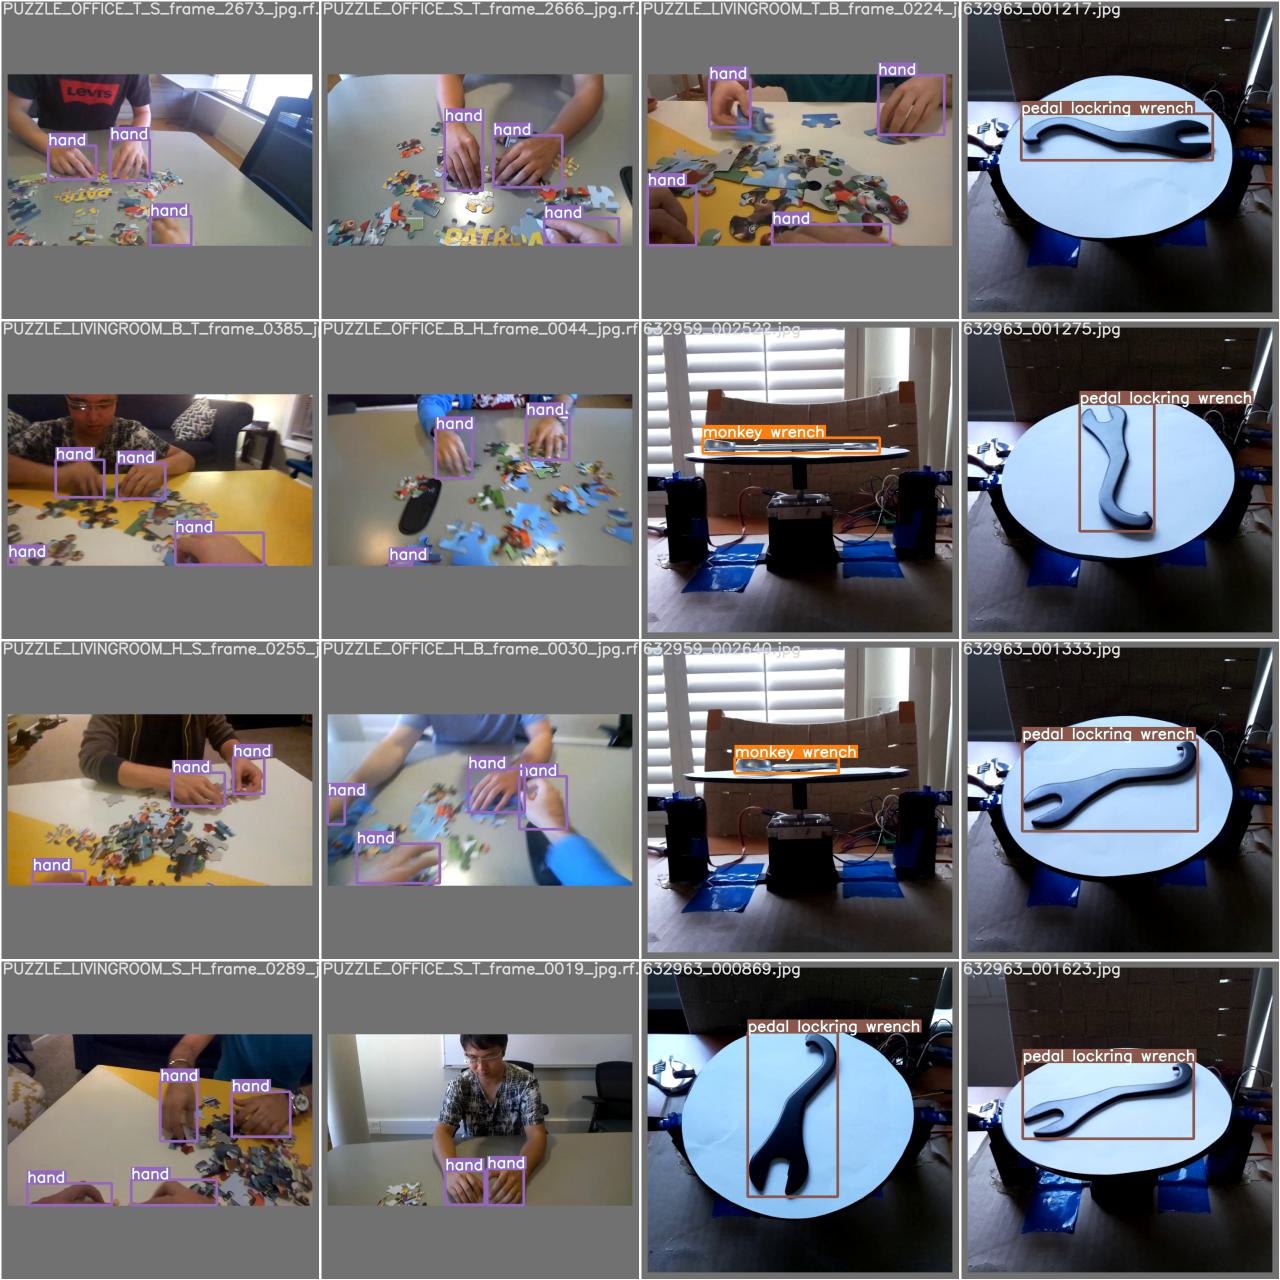 PUZZLE_OFFICE_T_S_frame_2673_jpg.rf.
hand
hand
hand
Levi's
PUZZLE_OFFICE_S_T_frame_2666_jpg.rf.
hand
hand
hand
PATROL
PUZZLE_LIVINGROOM_T_B_frame_0224_j
hand
hand
hand
hand
632963_001217.jpg
pedal lockring wrench
PUZZLE_LIVINGROOM_B_T_frame_0385_j
hand
hand
hand
hand
PUZZLE_OFFICE_B_H_frame_0044_jpg.rf
hand
hand
hand
632959_002522.jpg
monkey wrench
632963_001275.jpg
pedal lockring wrench
PUZZLE_LIVINGROOM_H_S_frame_0255_j
hand
hand
hand
PUZZLE_OFFICE_H_B_frame_0030_jpg.rf
hand
hand
hand
hand
632959_002640.jpg
monkey wrench
632963_001333.jpg
pedal lockring wrench
PUZZLE_LIVINGROOM_S_H_frame_0289_j
hand
hand
hand
hand
PUZZLE_OFFICE_S_T_frame_0019_jpg.rf.
hand
hand
632963_000869.jpg
pedal lockring wrench
632963_001623.jpg
pedal lockring wrench